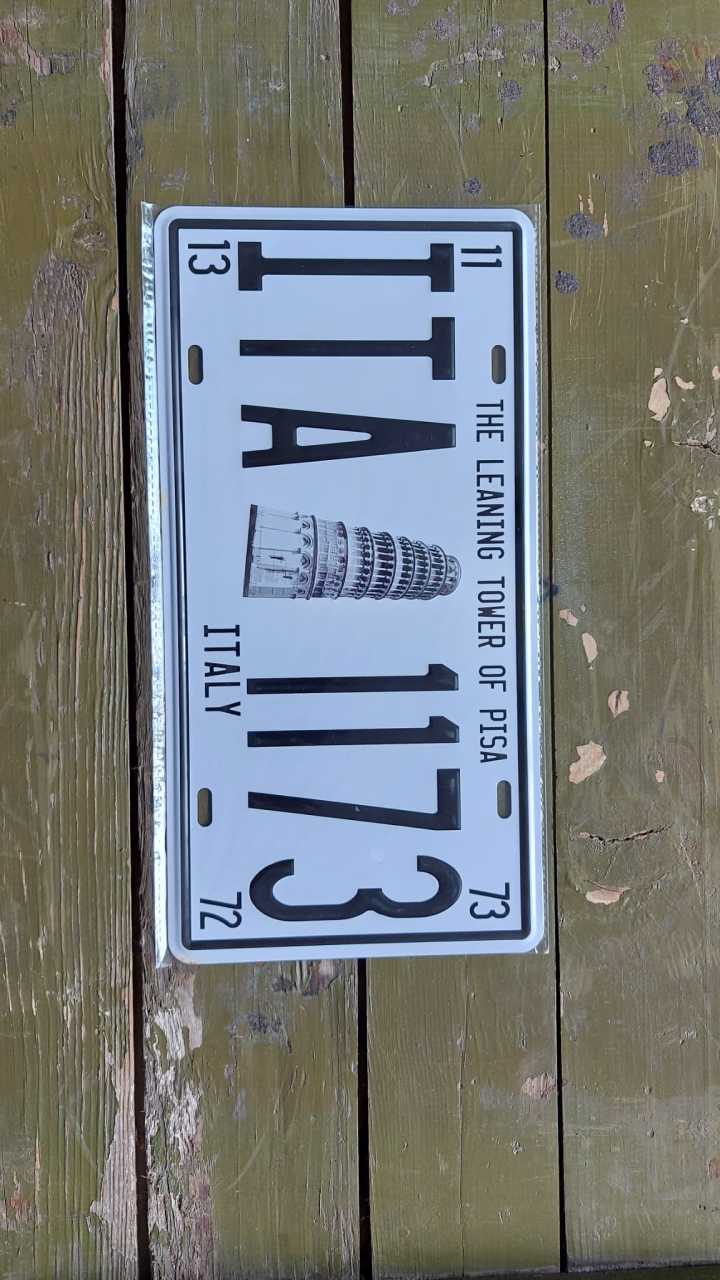 11 THE LEANING TOWER OF PISA 73
ITA 1173
13 ITALY 72